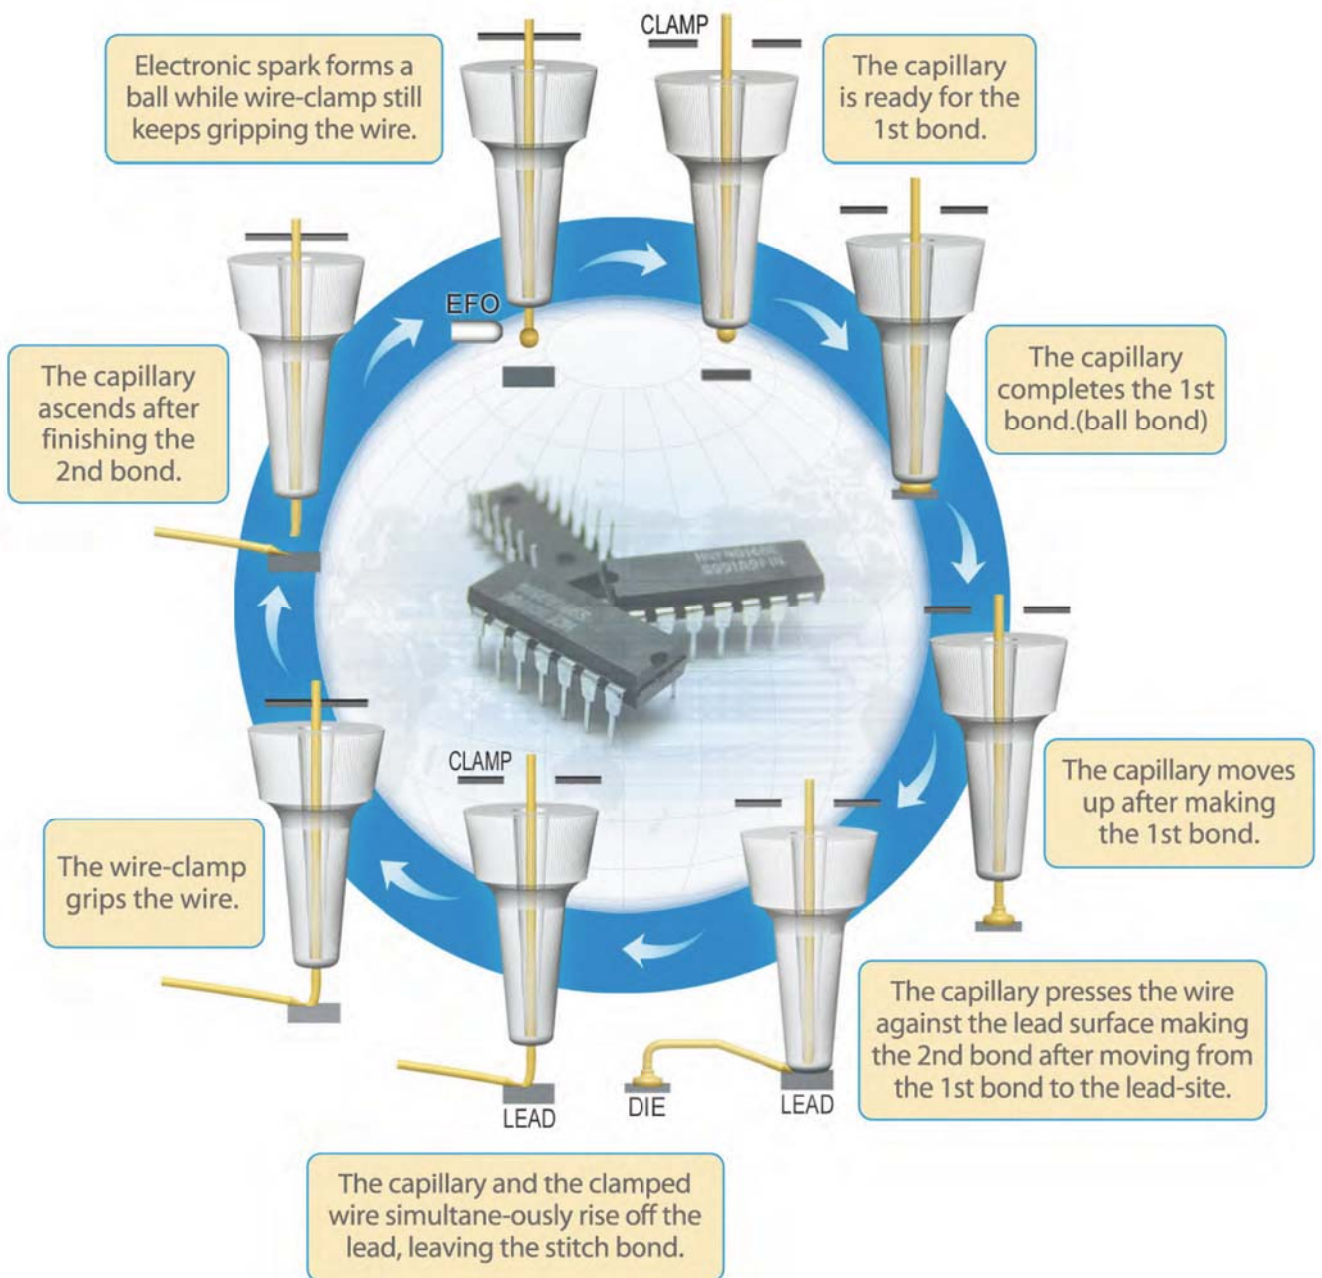 CLAMP
Electronic spark forms a
ball while wire-clamp still
keeps gripping the wire.
The capillary
is ready for the
1st bond.
EFO
The capillary
completes the 1st
bond.(ball bond)
The capillary
ascends after
finishing the
2nd bond.
The capillary moves
up after making
the 1st bond.
CLAMP
The wire-clamp
grips the wire.
The capillary presses the wire
against the lead surface making
the 2nd bond after moving from
the 1st bond to the lead-site.
LEAD
DIE
LEAD
The capillary and the clamped
wire simultane-ously rise off the
lead, leaving the stitch bond.